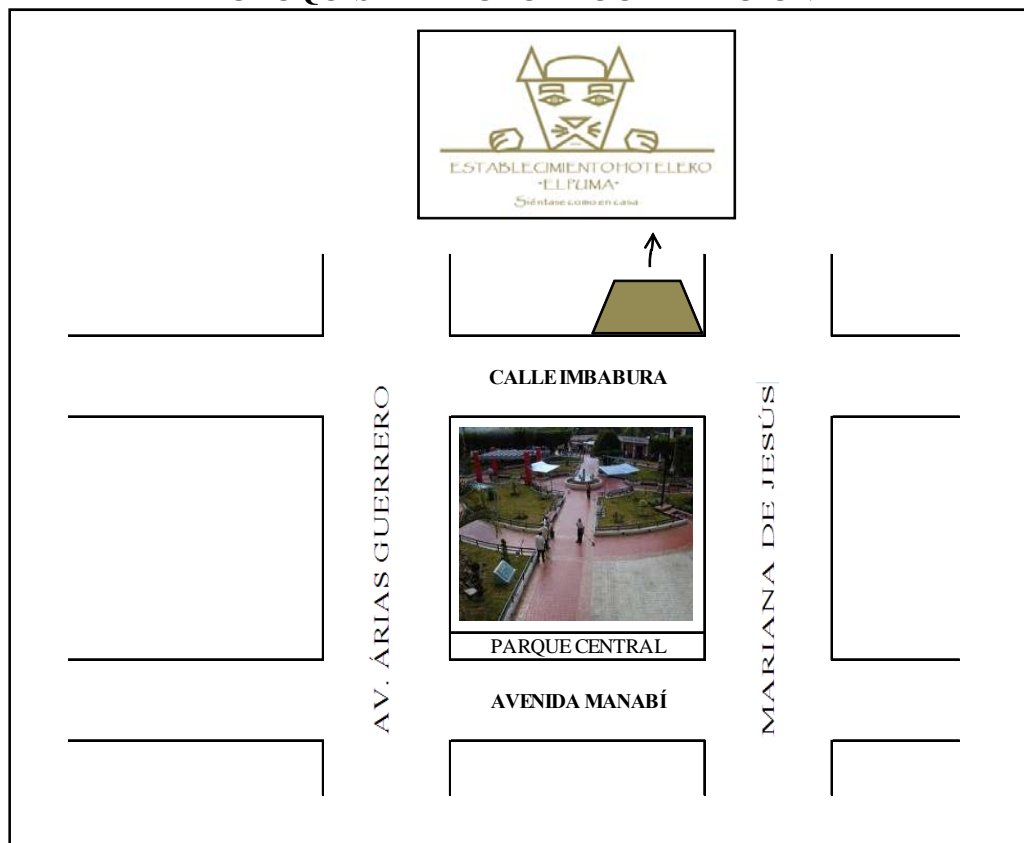 ESTABLECIMIENTO HOTELERO
"EL PUMA"
Siéntase como en casa
CALLE IMBABURA
AV. ÁRIAS GUERRERO
MARIANA DE JESÚS
PARQUE CENTRAL
AVENIDA MANABÍ